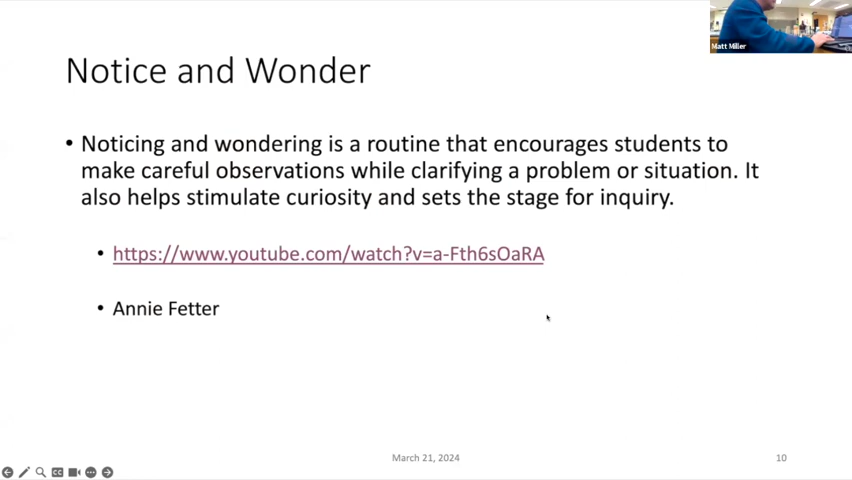 Matt Miller
Notice and Wonder
• Noticing and wondering is a routine that encourages students to
make careful observations while clarifying a problem or situation. It
also helps stimulate curiosity and sets the stage for inquiry.
• https://www.youtube.com/watch?v=a-Fth6sOaRA
• Annie Fetter
March 21, 2024
10
CC